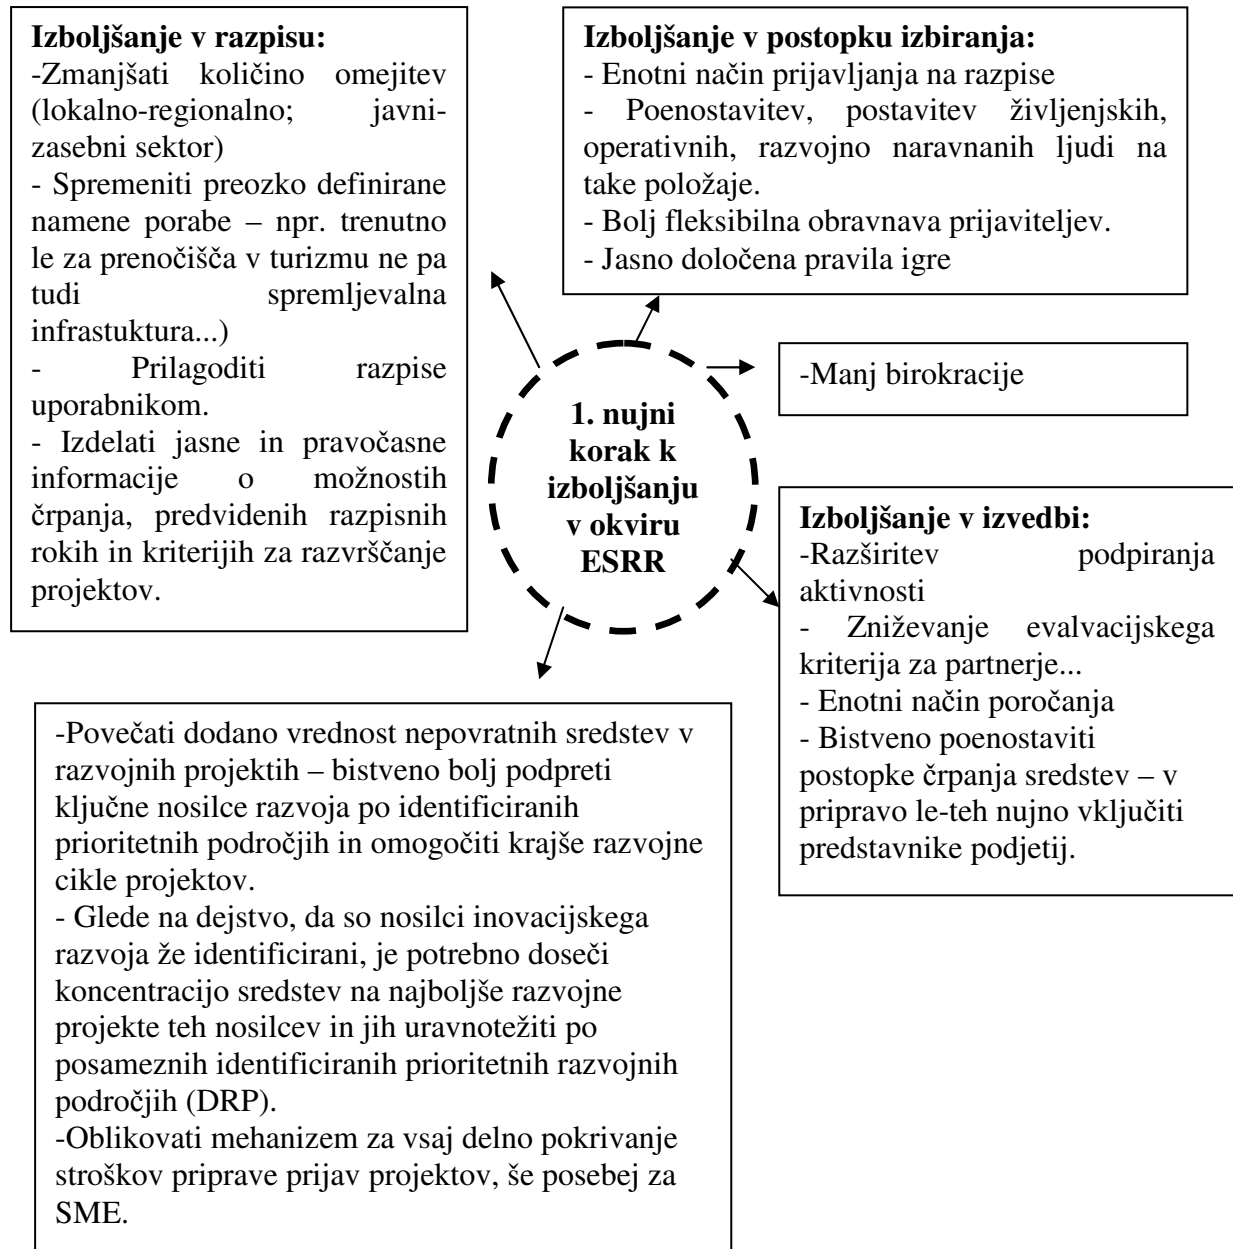 Izboljšanje v razpisu:
-Zmanjšati količino omejitev
(lokalno-regionalno; javni-
zasebni sektor)
- Spremeniti preozko definirane
namene porabe – npr. trenutno
le za prenočišča v turizmu ne pa
tudi spremljevalna
infrastuktura...)
- Prilagoditi razpise
uporabnikom.
- Izdelati jasne in pravočasne
informacije o možnostih
črpanja, predvidenih razpisnih
rokih in kriterijih za razvrščanje
projektov.
Izboljšanje v postopku izbiranja:
- Enotni način prijavljanja na razpise
- Poenostavitev, postavitev življenjskih,
operativnih, razvojno naravnanih ljudi na
take položaje.
- Bolj fleksibilna obravnava prijaviteljev.
- Jasno določena pravila igre
-Manj birokracije
1. nujni
korak k
izboljšanju
v okviru
ESRR
Izboljšanje v izvedbi:
-Razširitev podpiranja
aktivnosti
- Zniževanje evalvacijskega
kriterija za partnerje...
- Enotni način poročanja
- Bistveno poenostaviti
postopke črpanja sredstev – v
pripravo le-teh nujno vključiti
predstavnike podjetij.
-Povečati dodano vrednost nepovratnih sredstev v
razvojnih projektih – bistveno bolj podpreti
ključne nosilce razvoja po identificiranih
prioritetnih področjih in omogočiti krajše razvojne
cikle projektov.
- Glede na dejstvo, da so nosilci inovacijskega
razvoja že identificirani, je potrebno doseči
koncentracijo sredstev na najboljše razvojne
projekte teh nosilcev in jih uravnotežiti po
posameznih identificiranih prioritetnih razvojnih
področjih (DRP).
-Oblikovati mehanizem za vsaj delno pokrivanje
stroškov priprave prijav projektov, še posebej za
SME.